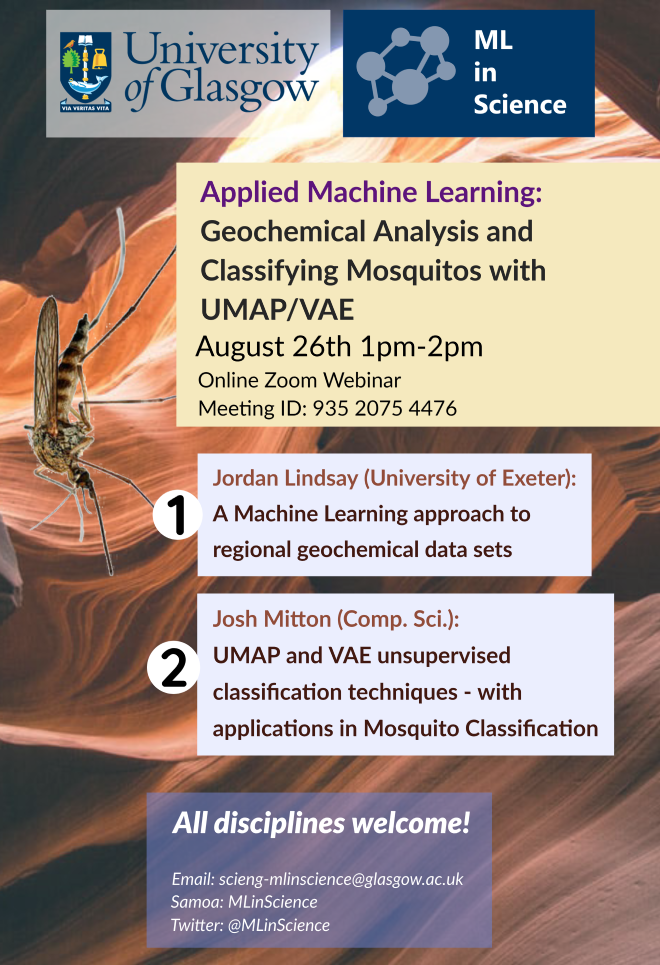 University
of Glasgow
VIA VERITAS VITA
ML
in
Science
Applied Machine Learning:
Geochemical Analysis and
Classifying Mosquitos with
UMAP/VAE
August 26th 1pm-2pm
Online Zoom Webinar
Meeting ID: 935 2075 4476
1
Jordan Lindsay (University of Exeter):
A Machine Learning approach to
regional geochemical data sets
2
Josh Mitton (Comp. Sci.):
UMAP and VAE unsupervised
classification techniques - with
applications in Mosquito Classification
All disciplines welcome!
Email: scieng-mlinscience@glasgow.ac.uk
Samoa: MLinScience
Twitter: @MLinScience